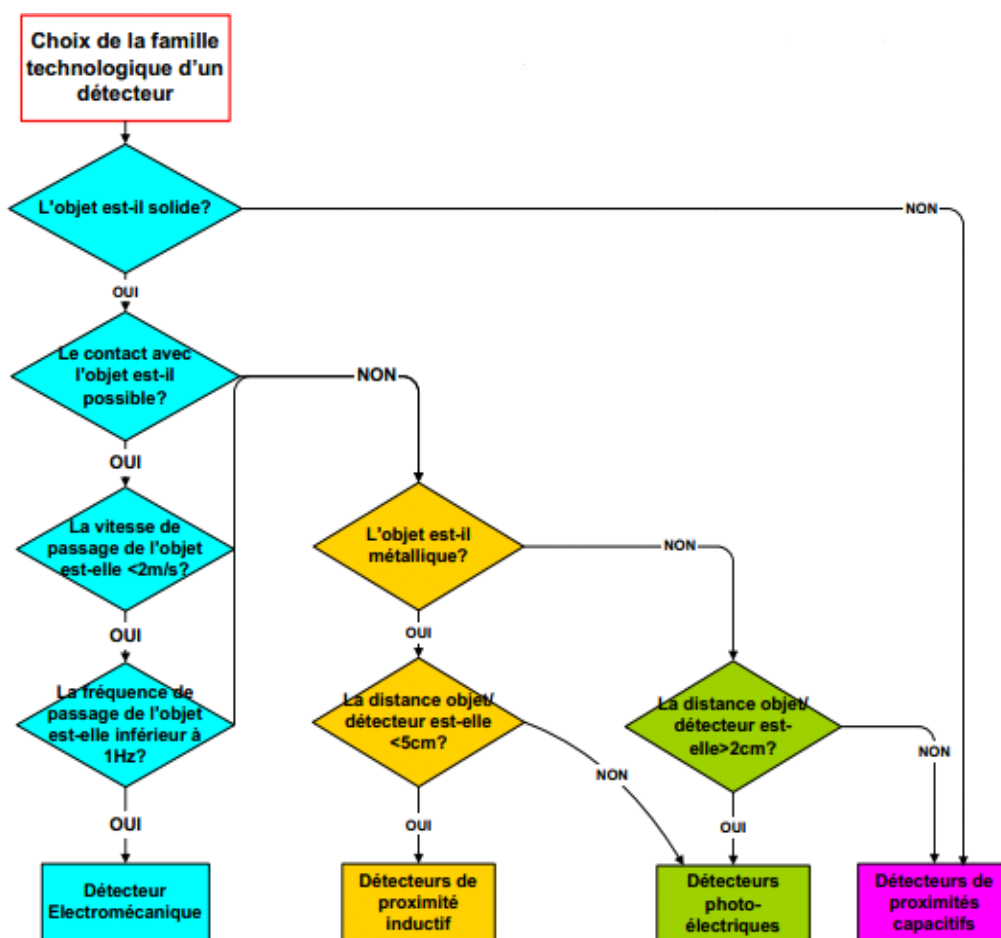 Choix de la famille
technologique d'un
détecteur
L'objet est-il solide?
NON
OUI
Le contact avec
l'objet est-il
possible?
NON
OUI
La vitesse de
passage de l'objet
est-elle <2m/s?
L'objet est-il
métallique?
NON
OUI
OUI
La fréquence de
passage de l'objet
est-elle inférieur à
1Hz?
La distance objet/
détecteur est-elle
<5cm?
La distance objet/
détecteur est-
elle>2cm?
NON
NON
OUI
OUI
OUI
Détecteur
Electromécanique
Détecteurs de
proximité
inductif
Détecteurs
photo-
électriques
Détecteurs de
proximités
capacitifs